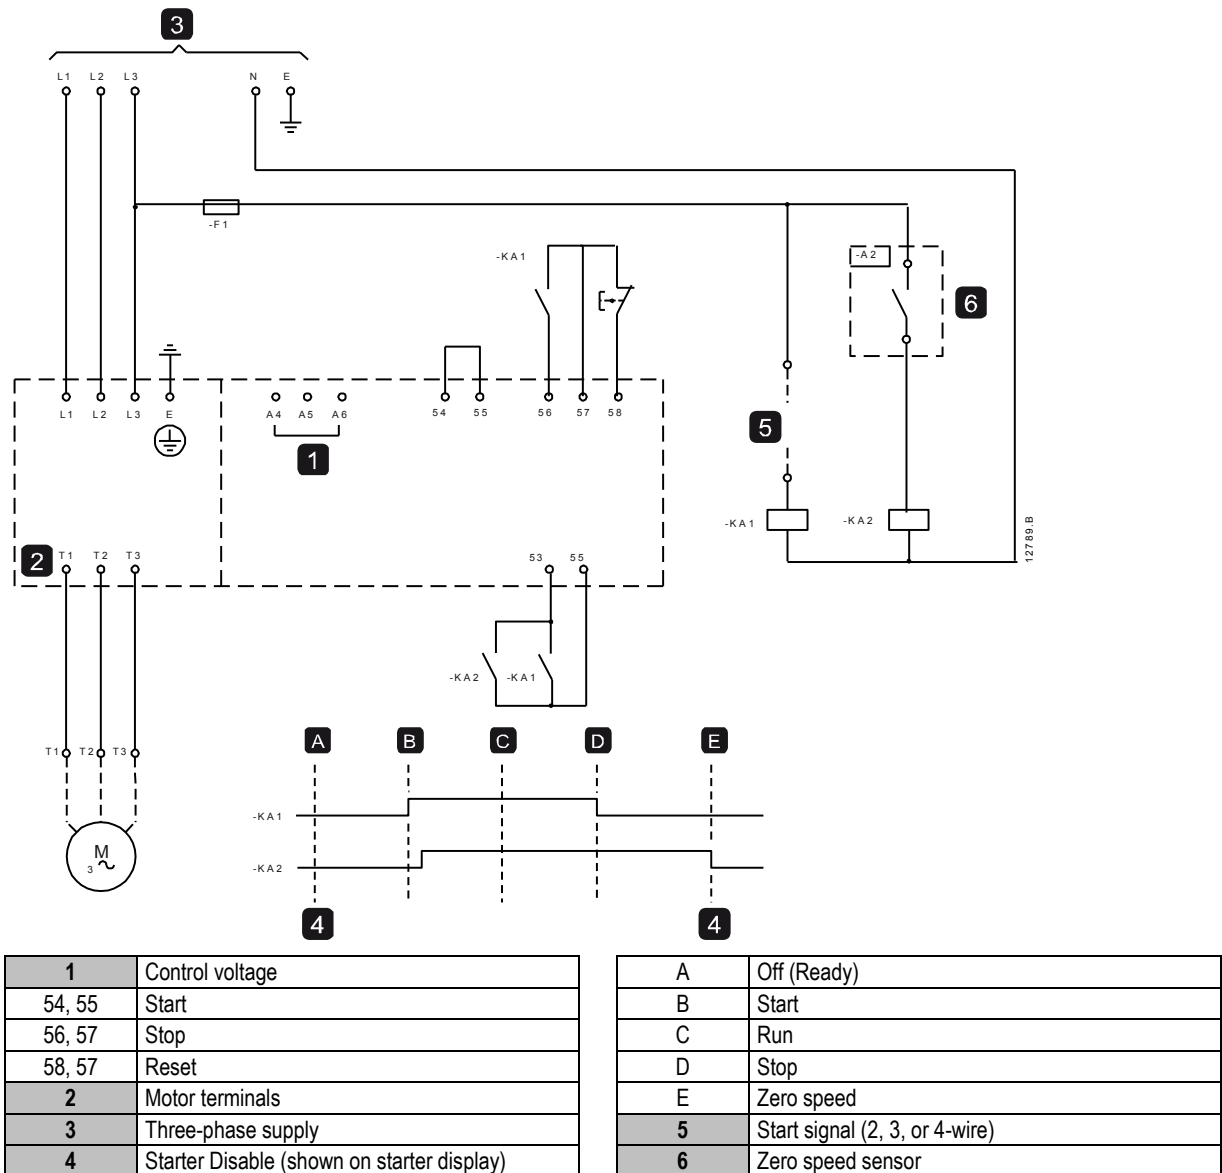 3
L1 L2 L3 N E
-F1
-KA1
-A2
6
L1 L2 L3 E
A4 A5 A6
54 55
56 57 58
1
5
-KA1
-KA2
12789.B
2
T1 T2 T3
53 55
-KA2 -KA1
T1 T2 T3
M
3
A B C D E
-KA1
-KA2
4 4
1 Control voltage
54, 55 Start
56, 57 Stop
58, 57 Reset
2 Motor terminals
3 Three-phase supply
4 Starter Disable (shown on starter display)
A Off (Ready)
B Start
C Run
D Stop
E Zero speed
5 Start signal (2, 3, or 4-wire)
6 Zero speed sensor